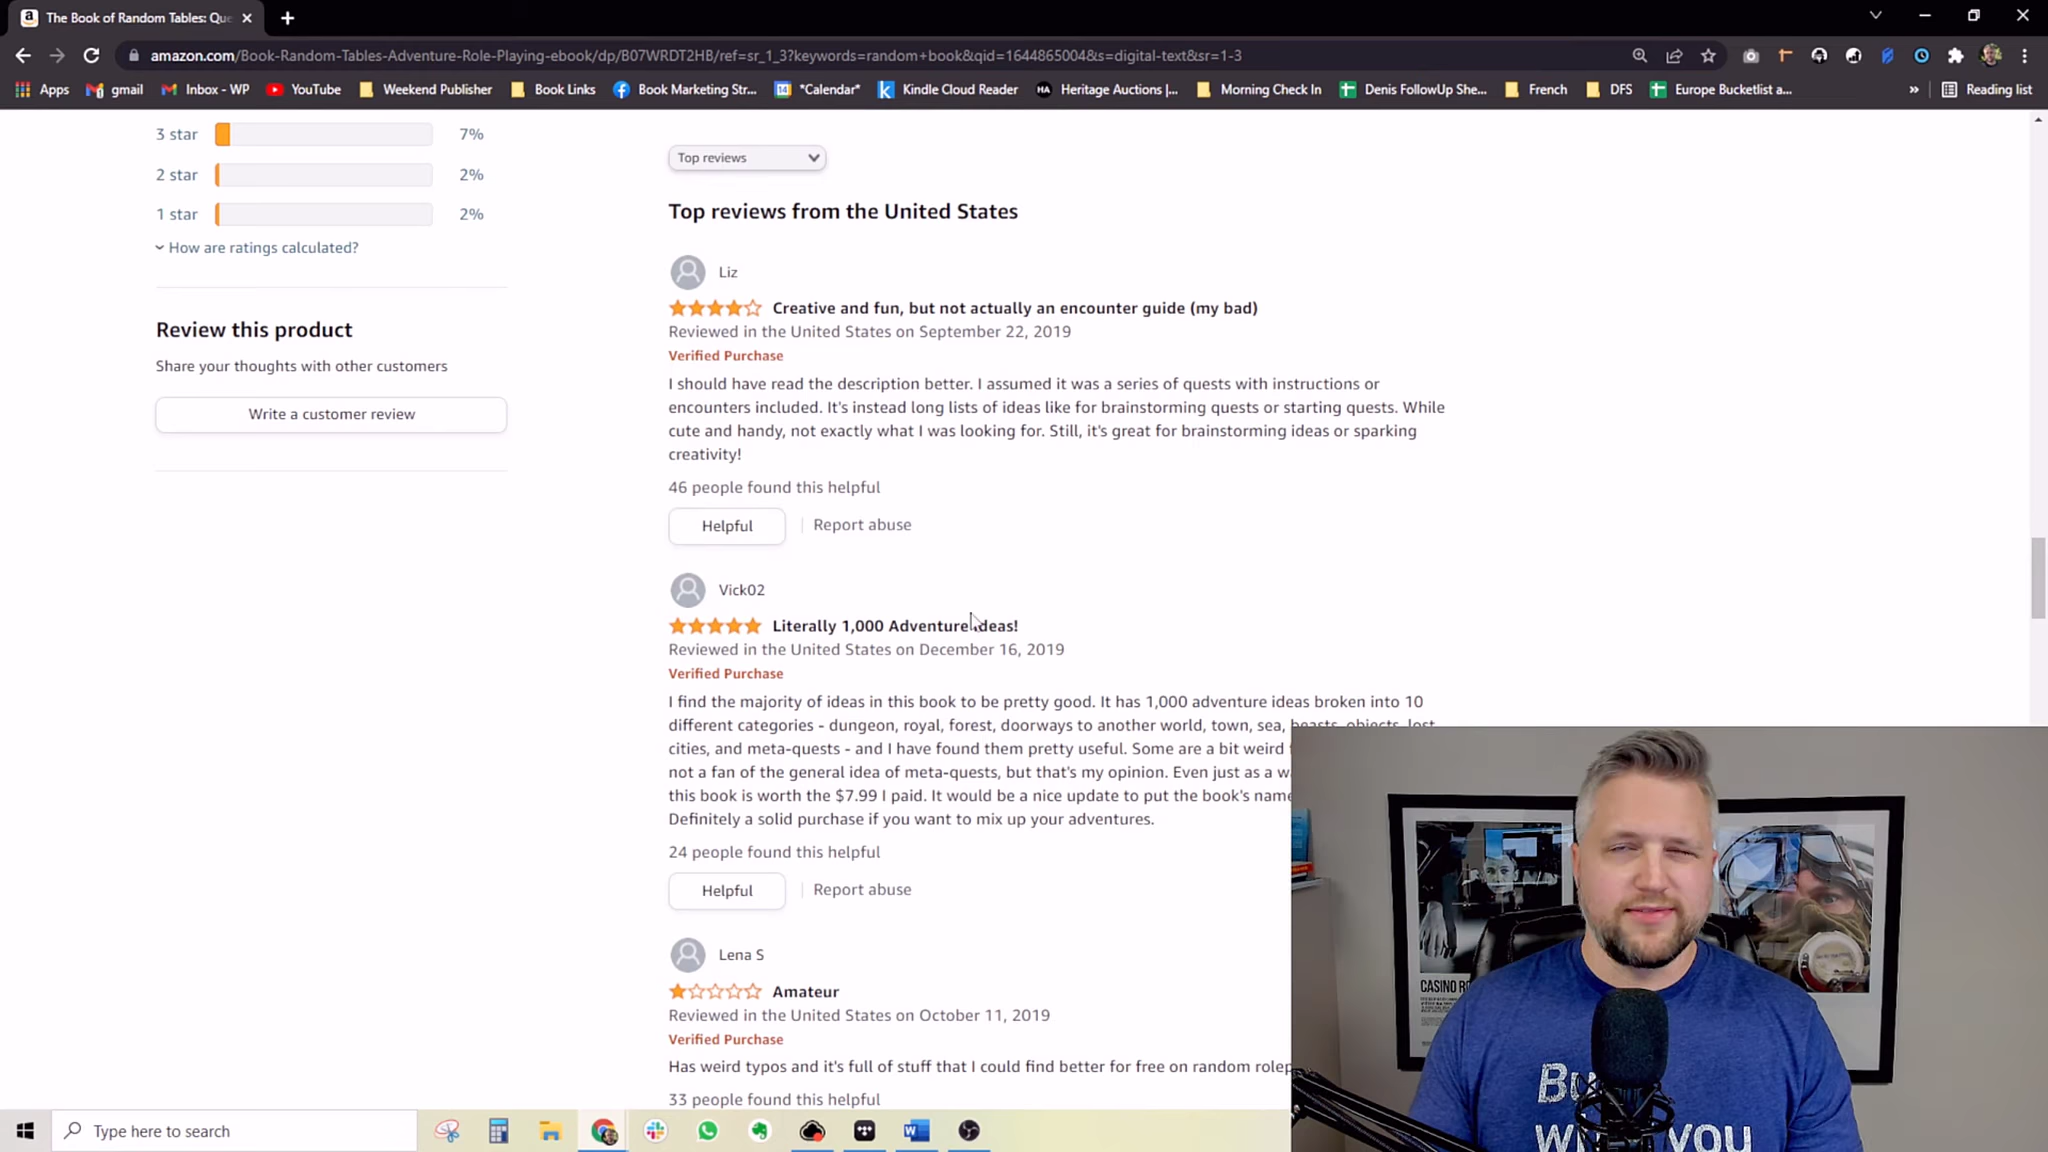 The Book of Random Tables: Que
amazon.com/Book-Random-Tables-Adventure-Role-Playing-ebook/dp/B07WRDT2HB/ref=sr_1_3?keywords=random+book&qid=1644865004&s=digital-text&sr=1-3
Apps gmail Inbox - WP YouTube Weekend Publisher Book Links Book Marketing Str... *Calendar* Kindle Cloud Reader Heritage Auctions |... Morning Check In Denis FollowUp She... French DFS Europe Bucketlist a... » Reading list
3 star 7%
2 star 2%
1 star 2%
How are ratings calculated?
Review this product
Share your thoughts with other customers
Write a customer review
Top reviews
Top reviews from the United States
Liz
Creative and fun, but not actually an encounter guide (my bad)
Reviewed in the United States on September 22, 2019
Verified Purchase
I should have read the description better. I assumed it was a series of quests with instructions or
encounters included. It's instead long lists of ideas like for brainstorming quests or starting quests. While
cute and handy, not exactly what I was looking for. Still, it's great for brainstorming ideas or sparking
creativity!
46 people found this helpful
Helpful Report abuse
Vick02
Literally 1,000 Adventure Ideas!
Reviewed in the United States on December 16, 2019
Verified Purchase
I find the majority of ideas in this book to be pretty good. It has 1,000 adventure ideas broken into 10
different categories - dungeon, royal, forest, doorways to another world, town, sea, beasts, objects, lost
cities, and meta-quests - and I have found them pretty useful. Some are a bit weird
not a fan of the general idea of meta-quests, but that's my opinion. Even just as a
this book is worth the $7.99 I paid. It would be a nice update to put the book's name
Definitely a solid purchase if you want to mix up your adventures.
24 people found this helpful
Helpful Report abuse
Lena S
Amateur
Reviewed in the United States on October 11, 2019
Verified Purchase
Has weird typos and it's full of stuff that I could find better for free on random rolep
33 people found this helpful
Type here to search
CASINO
you